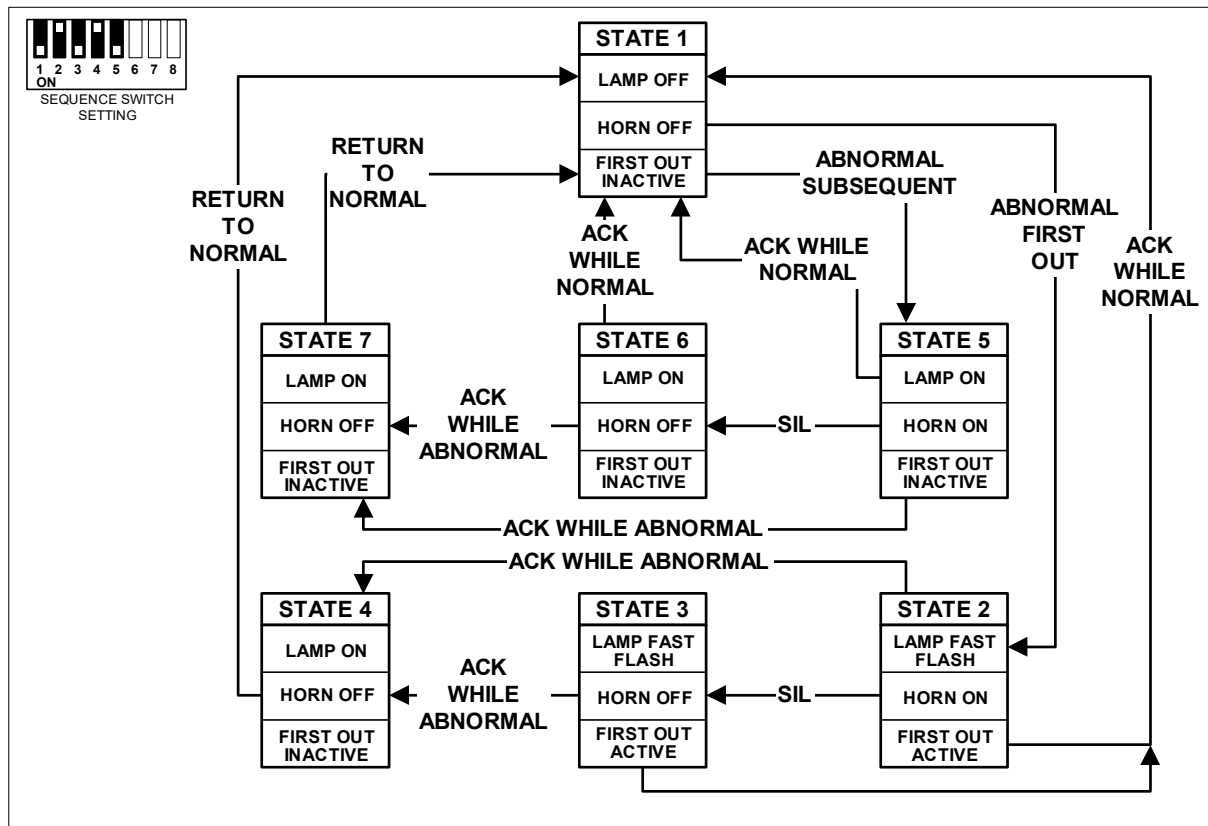 1 2 3 4 5 6 7 8
ON
SEQUENCE SWITCH
SETTING
STATE 1
LAMP OFF
HORN OFF
FIRST OUT
INACTIVE
RETURN
TO
NORMAL
RETURN
TO
NORMAL
ACK
WHILE
NORMAL
ABNORMAL
SUBSEQUENT
ACK WHILE
NORMAL
ABNORMAL
FIRST
OUT
ACK
WHILE
NORMAL
STATE 7
LAMP ON
HORN OFF
FIRST OUT
INACTIVE
ACK
WHILE
ABNORMAL
STATE 6
LAMP ON
HORN OFF
FIRST OUT
INACTIVE
SIL
STATE 5
LAMP ON
HORN ON
FIRST OUT
INACTIVE
ACK WHILE ABNORMAL
ACK WHILE ABNORMAL
STATE 4
LAMP ON
HORN OFF
FIRST OUT
INACTIVE
ACK
WHILE
ABNORMAL
STATE 3
LAMP FAST
FLASH
HORN OFF
FIRST OUT
ACTIVE
SIL
STATE 2
LAMP FAST
FLASH
HORN ON
FIRST OUT
ACTIVE